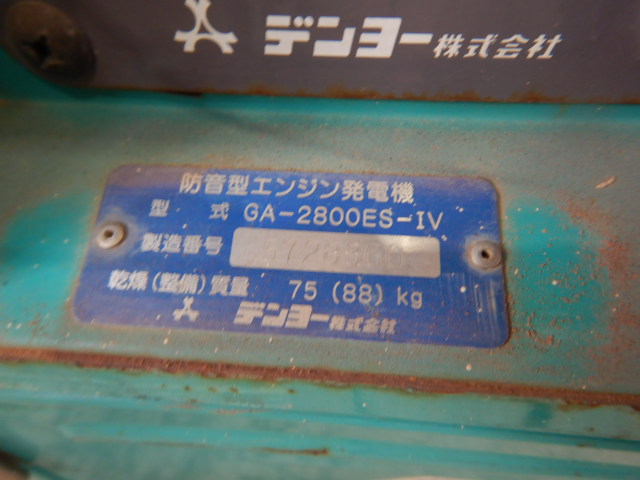 デンヨー株式会社
防音型エンジン発電機
型 式 GA-2800ES-IV
製造番号
乾燥(整備)質量 75 (88) kg
デンヨー株式会社